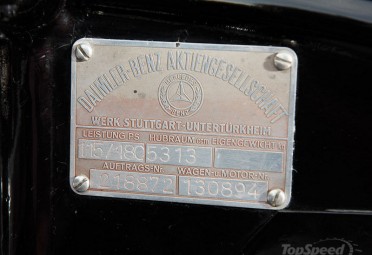 DAIMLER-BENZ AKTIENGESELLSCHAFT
WERK STUTTGART-UNTERTÜRKHEIM
LEISTUNG PS. HUBRAUM ccm EIGENGEWICHT
115/180 5313
AUFTRAGS-Nr. WAGEN-u.MOTOR-Nr.
218872 130894
TopSpeed